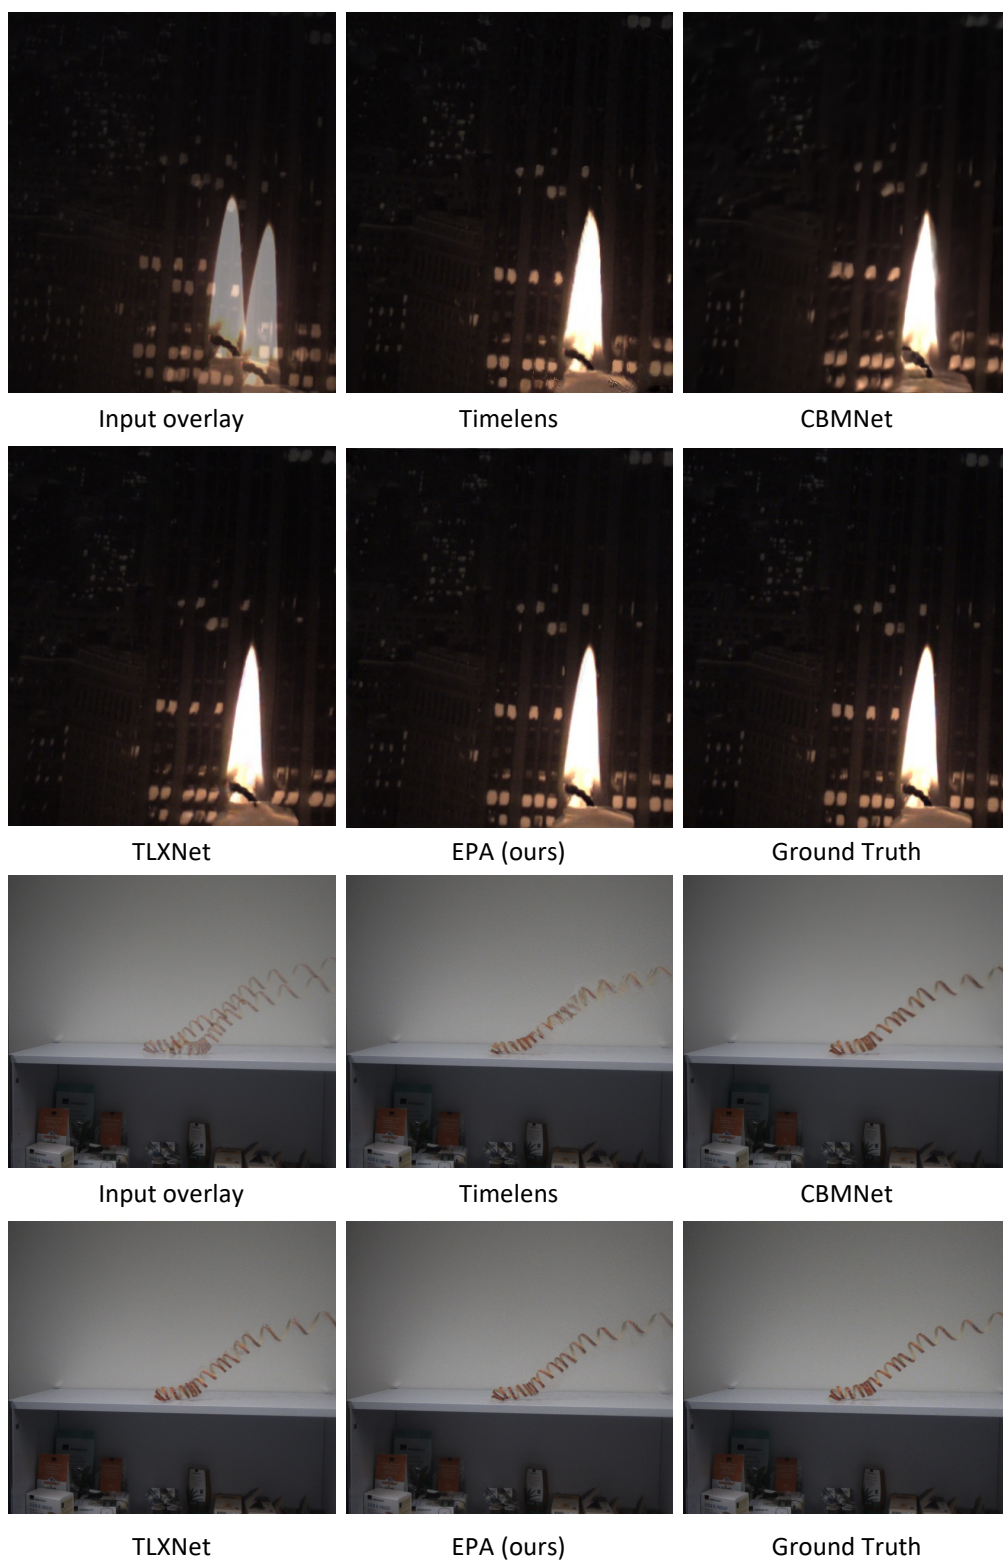 Input overlay
Timelens
CBMNet
TLXNet
EPA (ours)
Ground Truth
Input overlay
Timelens
CBMNet
TLXNet
EPA (ours)
Ground Truth